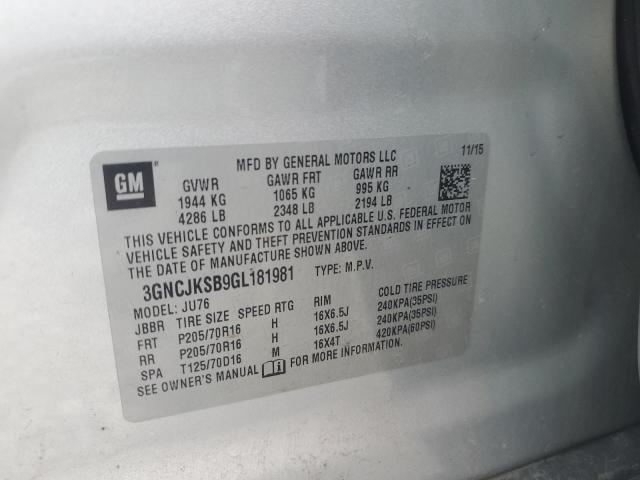 GM
MFD BY GENERAL MOTORS LLC 11/15
GVWR GAWR FRT GAWR RR
1944 KG 1065 KG 995 KG
4286 LB 2348 LB 2194 LB
THIS VEHICLE CONFORMS TO ALL APPLICABLE U.S. FEDERAL MOTOR
VEHICLE SAFETY AND THEFT PREVENTION STANDARDS IN EFFECT ON
THE DATE OF MANUFACTURE SHOWN ABOVE.
3GNCJKSB9GL181981 TYPE: M.P.V.
MODEL: JU76
JBBR TIRE SIZE SPEED RTG RIM COLD TIRE PRESSURE
FRT P205/70R16 H 16X6.5J 240KPA(35PSI)
RR P205/70R16 H 16X6.5J 240KPA(35PSI)
SPA T125/70D16 M 16X4T 420KPA(60PSI)
SEE OWNER'S MANUAL FOR MORE INFORMATION.